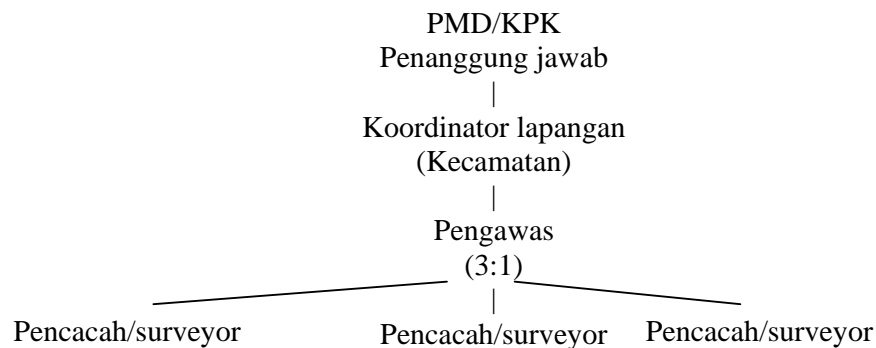 PMD/KPK
Penanggung jawab
|
Koordinator lapangan
(Kecamatan)
|
Pengawas
(3:1)
|
Pencacah/surveyor Pencacah/surveyor Pencacah/surveyor